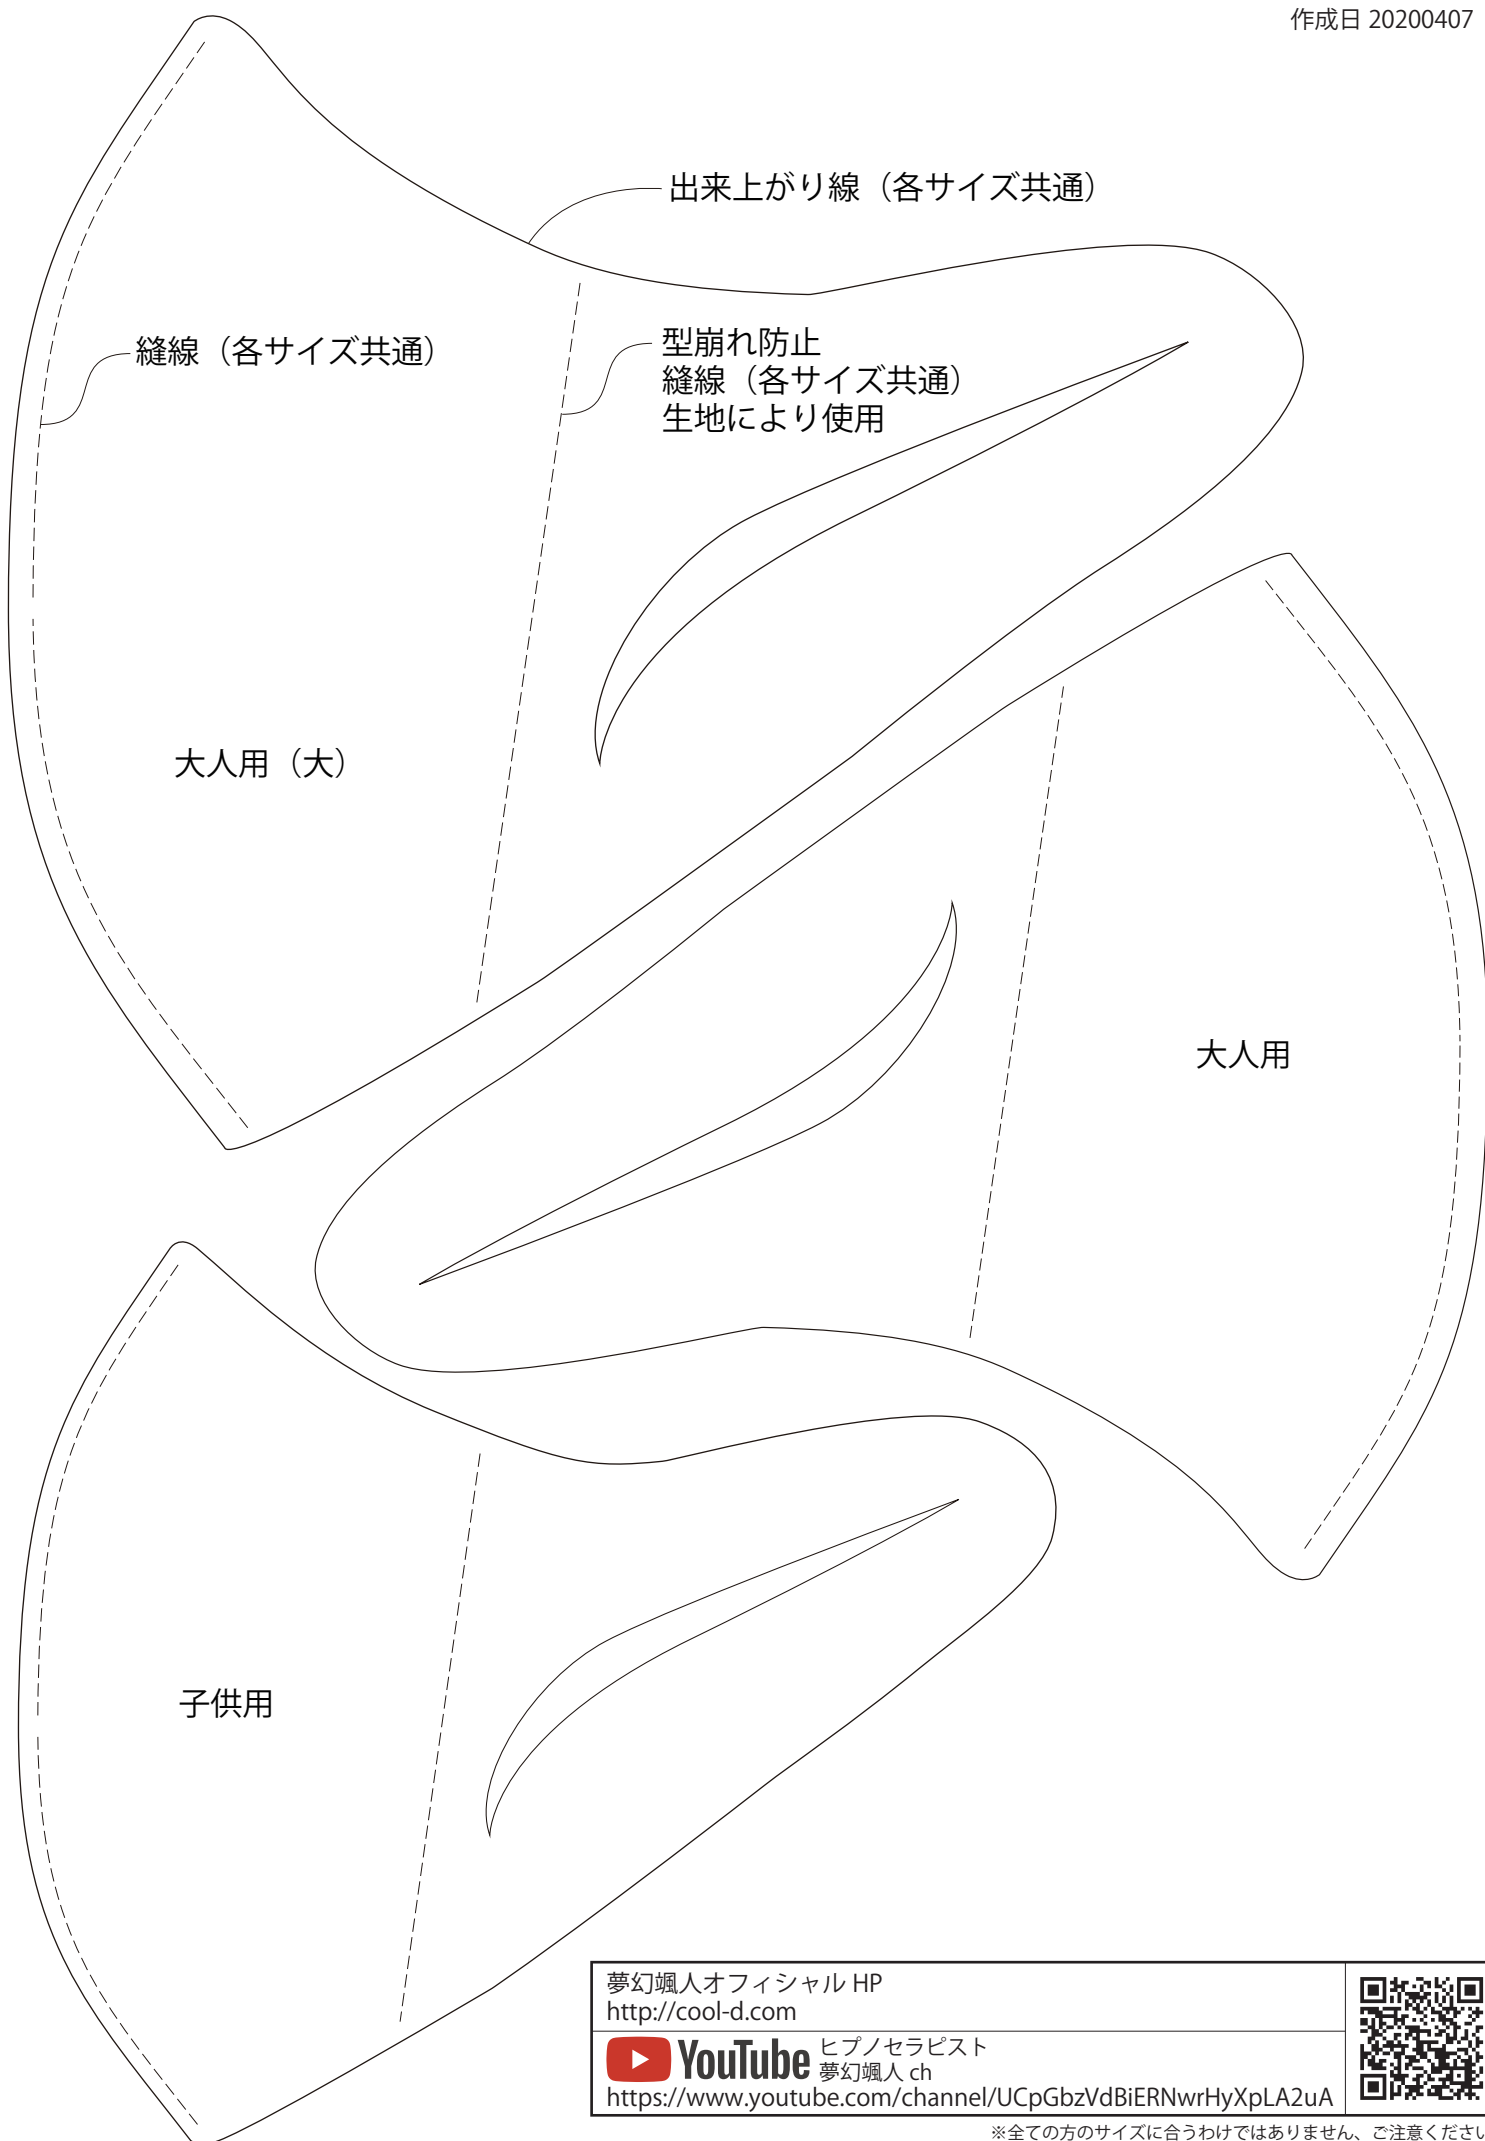 作成日 20200407
出来上がり線（各サイズ共通）
縫線（各サイズ共通）
型崩れ防止
縫線（各サイズ共通）
生地により使用
大人用（大）
大人用
子供用
夢幻颯人オフィシャル HP
http://cool-d.com
YouTube
ヒプノセラピスト
夢幻颯人 ch
https://www.youtube.com/channel/UCpGbzVdBiERNwrHyXpLA2uA
※全ての方のサイズに合うわけではありません、ご注意ください